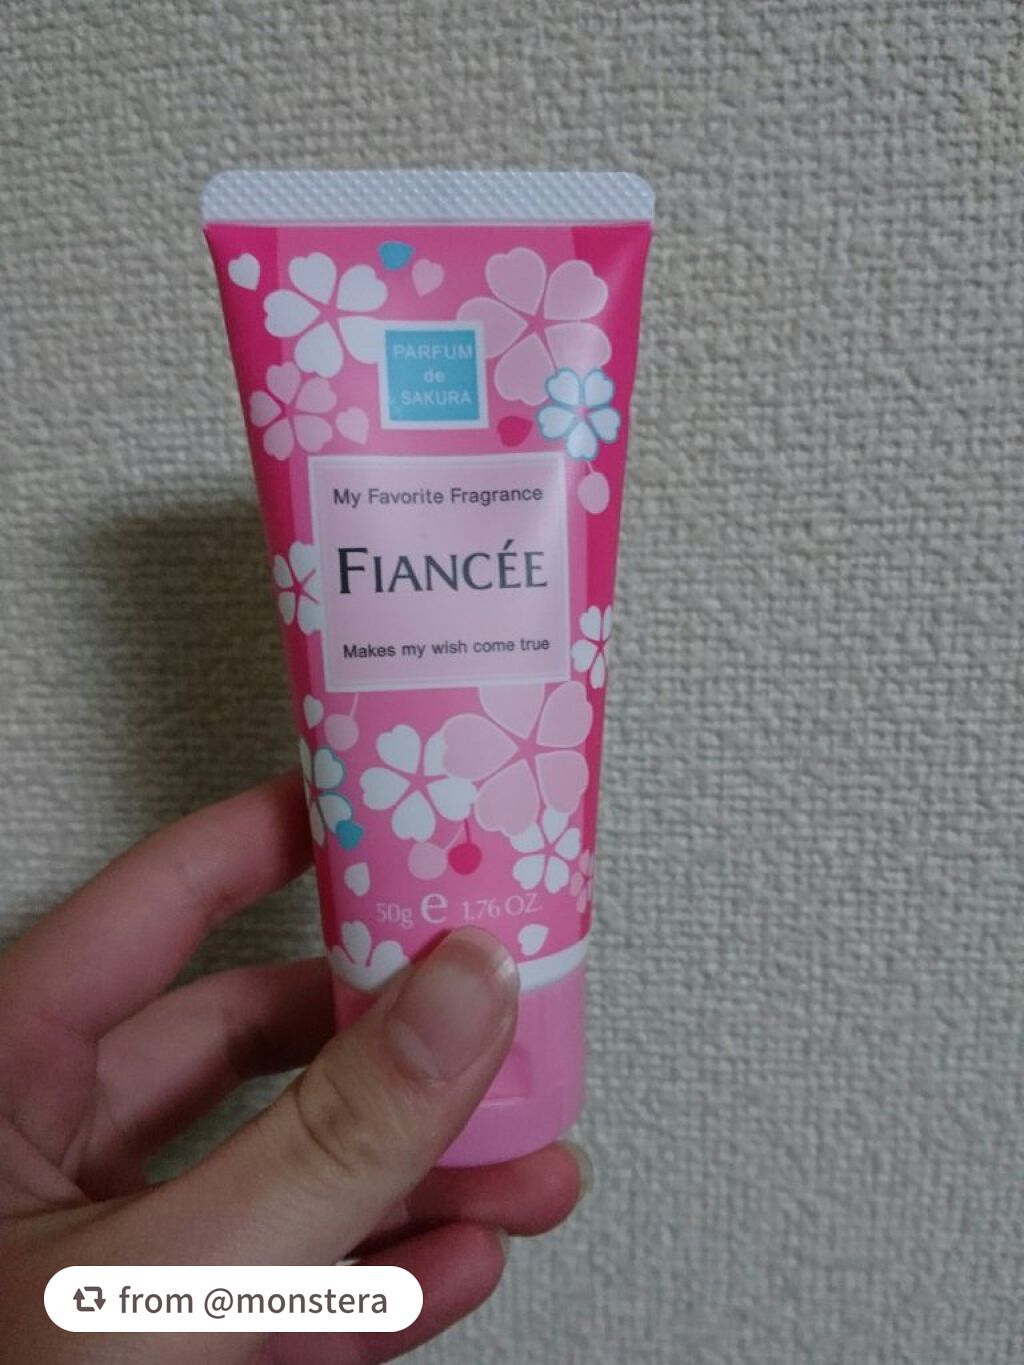 PARFUM
de
SAKURA
My Favorite Fragrance
FIANCÉE
Makes my wish come true
50g e 1.76 OZ.
from @monstera